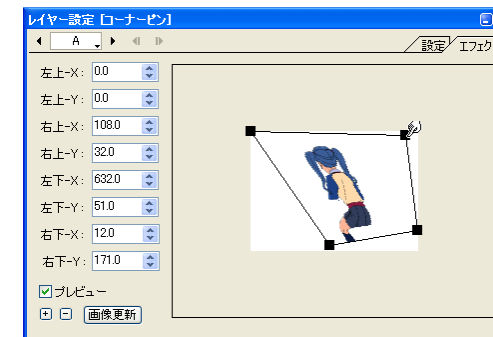 レイヤー設定 [コーナーピン]
A
設定 エフェク
左上-X: 0.0
左上-Y: 0.0
右上-X: 108.0
右上-Y: 32.0
左下-X: 632.0
左下-Y: 51.0
右下-X: 12.0
右下-Y: 171.0
プレビュー
画像更新